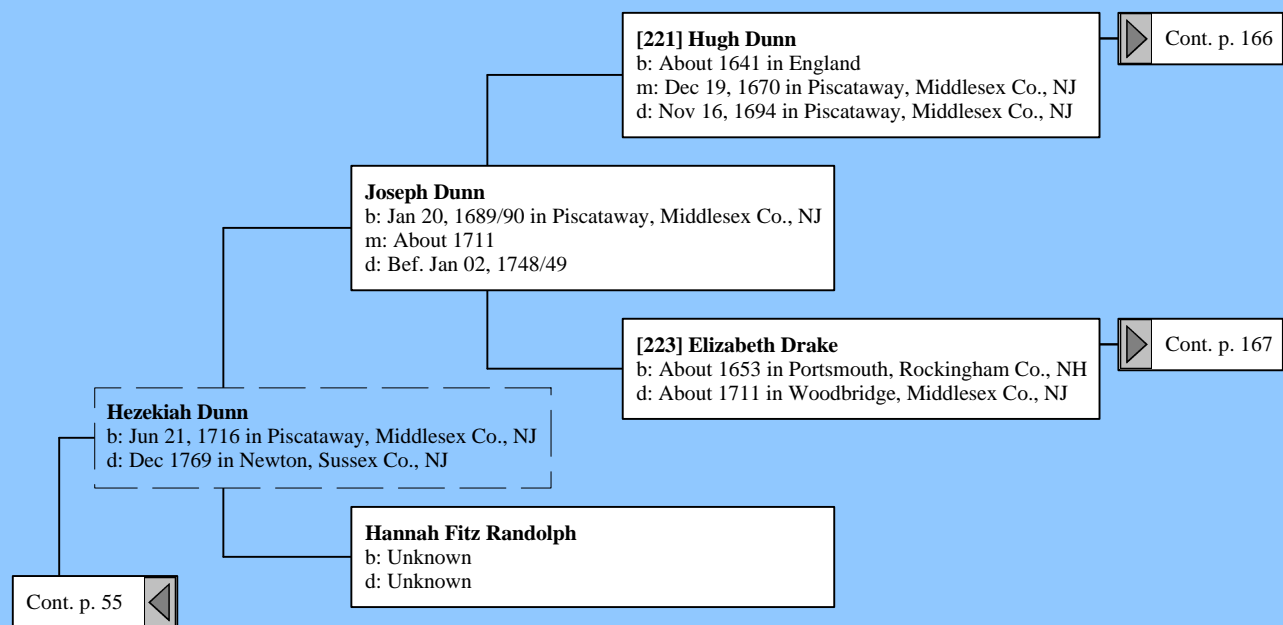 [221] Hugh Dunn
b: About 1641 in England
m: Dec 19, 1670 in Piscataway, Middlesex Co., NJ
d: Nov 16, 1694 in Piscataway, Middlesex Co., NJ
Cont. p. 166
Joseph Dunn
b: Jan 20, 1689/90 in Piscataway, Middlesex Co., NJ
m: About 1711
d: Bef. Jan 02, 1748/49
[223] Elizabeth Drake
b: About 1653 in Portsmouth, Rockingham Co., NH
d: About 1711 in Woodbridge, Middlesex Co., NJ
Cont. p. 167
Hezekiah Dunn
b: Jun 21, 1716 in Piscataway, Middlesex Co., NJ
d: Dec 1769 in Newton, Sussex Co., NJ
Hannah Fitz Randolph
b: Unknown
d: Unknown
Cont. p. 55